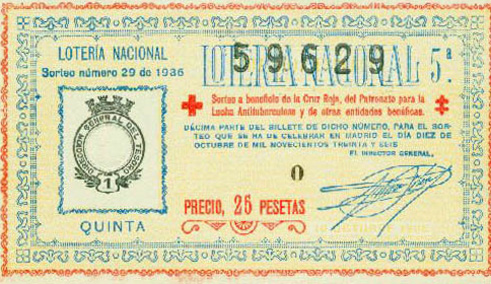 LOTERÍA NACIONAL
Sorteo número 29 de 1936
LOTERIA NACIONAL 5ª
59629
Sorteo a beneficio de la Cruz Roja, del Patronato para la
Lucha Antituberculosa y de otras entidades benéficas.
DÉCIMA PARTE DEL BILLETE DE DICHO NÚMERO, PARA EL SOR-
TEO QUE SE HA DE CELEBRAR EN MADRID EL DÍA DIEZ DE
OCTUBRE DE MIL NOVECIENTOS TREINTA Y SEIS
EL DIRECTOR GENERAL,
DIRECCION GENERAL DEL TESORO
1
0
PRECIO, 25 PESETAS
QUINTA